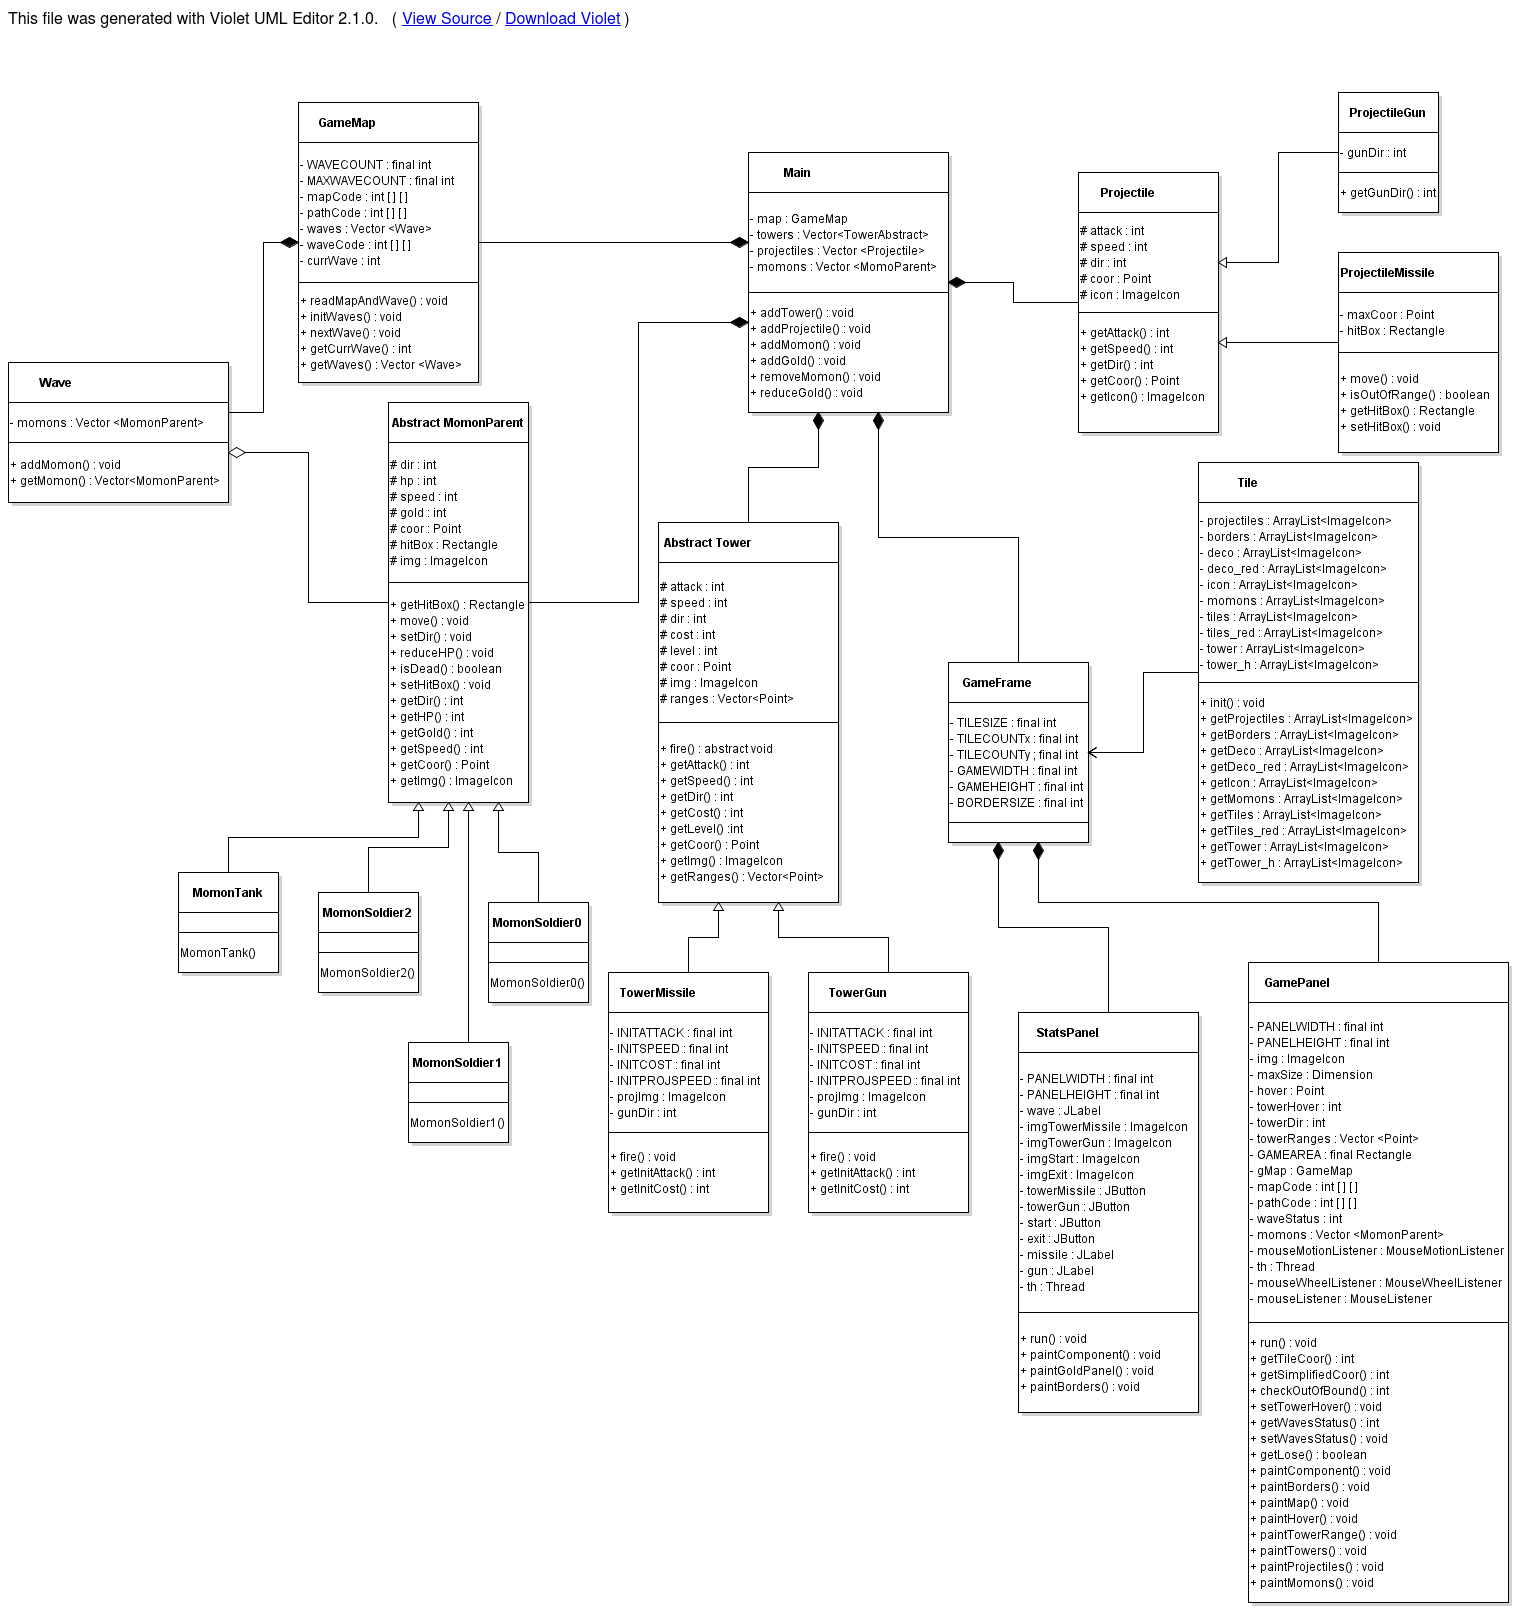 This file was generated with Violet UML Editor 2.1.0. ( View Source / Download Violet )
GameMap
- WAVECOUNT : final int
- MAXWAVECOUNT : final int
- mapCode : int [ ] [ ]
- pathCode : int [ ] [ ]
- waves : Vector <Wave>
- waveCode : int [ ] [ ]
- currWave : int
+ readMapAndWave() : void
+ initWaves() : void
+ nextWave() : void
+ getCurrWave() : int
+ getWaves() : Vector <Wave>
Main
- map : GameMap
- towers : Vector<TowerAbstract>
- projectiles : Vector <Projectile>
- momons : Vector <MomoParent>
+ addTower() : void
+ addProjectile() : void
+ addMomon() : void
+ addGold() : void
+ removeMomon() : void
+ reduceGold() : void
Projectile
# attack : int
# speed : int
# dir : int
# coor : Point
# icon : ImageIcon
+ getAttack() : int
+ getSpeed() : int
+ getDir() : int
+ getCoor() : Point
+ getIcon() : ImageIcon
ProjectileGun
- gunDir : int
+ getGunDir() : int
ProjectileMissile
- maxCoor : Point
- hitBox : Rectangle
+ move() : void
+ isOutOfRange() : boolean
+ getHitBox() : Rectangle
+ setHitBox() : void
Wave
- momons : Vector <MomonParent>
+ addMomon() : void
+ getMomon() : Vector<MomonParent>
Abstract MomonParent
# dir : int
# hp : int
# speed : int
# gold : int
# coor : Point
# hitBox : Rectangle
# img : ImageIcon
+ getHitBox() : Rectangle
+ move() : void
+ setDir() : void
+ reduceHP() : void
+ isDead() : boolean
+ setHitBox() : void
+ getDir() : int
+ getHP() : int
+ getGold() : int
+ getSpeed() : int
+ getCoor() : Point
+ getImg() : ImageIcon
Abstract Tower
# attack : int
# speed : int
# dir : int
# cost : int
# level : int
# coor : Point
# img : ImageIcon
# ranges : Vector<Point>
+ fire() : abstract void
+ getAttack() : int
+ getSpeed() : int
+ getDir() : int
+ getCost() : int
+ getLevel() :int
+ getCoor() : Point
+ getImg() : ImageIcon
+ getRanges() : Vector<Point>
Tile
- projectiles : ArrayList<ImageIcon>
- borders : ArrayList<ImageIcon>
- deco : ArrayList<ImageIcon>
- deco_red : ArrayList<ImageIcon>
- icon : ArrayList<ImageIcon>
- momons : ArrayList<ImageIcon>
- tiles : ArrayList<ImageIcon>
- tiles_red : ArrayList<ImageIcon>
- tower : ArrayList<ImageIcon>
- tower_h : ArrayList<ImageIcon>
+ init() : void
+ getProjectiles : ArrayList<ImageIcon>
+ getBorders : ArrayList<ImageIcon>
+ getDeco : ArrayList<ImageIcon>
+ getDeco_red : ArrayList<ImageIcon>
+ getIcon : ArrayList<ImageIcon>
+ getMomons : ArrayList<ImageIcon>
+ getTiles : ArrayList<ImageIcon>
+ getTiles_red : ArrayList<ImageIcon>
+ getTower : ArrayList<ImageIcon>
+ getTower_h : ArrayList<ImageIcon>
GameFrame
- TILESIZE : final int
- TILECOUNTx : final int
- TILECOUNTy ; final int
- GAMEWIDTH : final int
- GAMEHEIGHT : final int
- BORDERSIZE : final int
MomonTank
MomonTank()
MomonSoldier2
MomonSoldier2()
MomonSoldier0
MomonSoldier0()
MomonSoldier1
MomonSoldier1()
TowerMissile
- INITATTACK : final int
- INITSPEED : final int
- INITCOST : final int
- INITPROJSPEED : final int
- projImg : ImageIcon
- gunDir : int
+ fire() : void
+ getInitAttack() : int
+ getInitCost() : int
TowerGun
- INITATTACK : final int
- INITSPEED : final int
- INITCOST : final int
- INITPROJSPEED : final int
- projImg : ImageIcon
- gunDir : int
+ fire() : void
+ getInitAttack() : int
+ getInitCost() : int
StatsPanel
- PANELWIDTH : final int
- PANELHEIGHT : final int
- wave : JLabel
- imgTowerMissile : ImageIcon
- imgTowerGun : ImageIcon
- imgStart : ImageIcon
- imgExit : ImageIcon
- towerMissile : JButton
- towerGun : JButton
- start : JButton
- exit : JButton
- missile : JLabel
- gun : JLabel
- th : Thread
+ run() : void
+ paintComponent() : void
+ paintGoldPanel() : void
+ paintBorders() : void
GamePanel
- PANELWIDTH : final int
- PANELHEIGHT : final int
- img : ImageIcon
- maxSize : Dimension
- hover : Point
- towerHover : int
- towerDir : int
- towerRanges : Vector <Point>
- GAMEAREA : final Rectangle
- gMap : GameMap
- mapCode : int [ ] [ ]
- pathCode : int [ ] [ ]
- waveStatus : int
- momons : Vector <MomonParent>
- mouseMotionListener : MouseMotionListener
- th : Thread
- mouseWheelListener : MouseWheelListener
- mouseListener : MouseListener
+ run() : void
+ getTileCoor() : int
+ getSimplifiedCoor() : int
+ checkOutOfBound() : int
+ setTowerHover() : void
+ getWavesStatus() : int
+ setWavesStatus() : void
+ getLose() : boolean
+ paintComponent() : void
+ paintBorders() : void
+ paintMap() : void
+ paintHover() : void
+ paintTowerRange() : void
+ paintTowers() : void
+ paintProjectiles() : void
+ paintMomons() : void